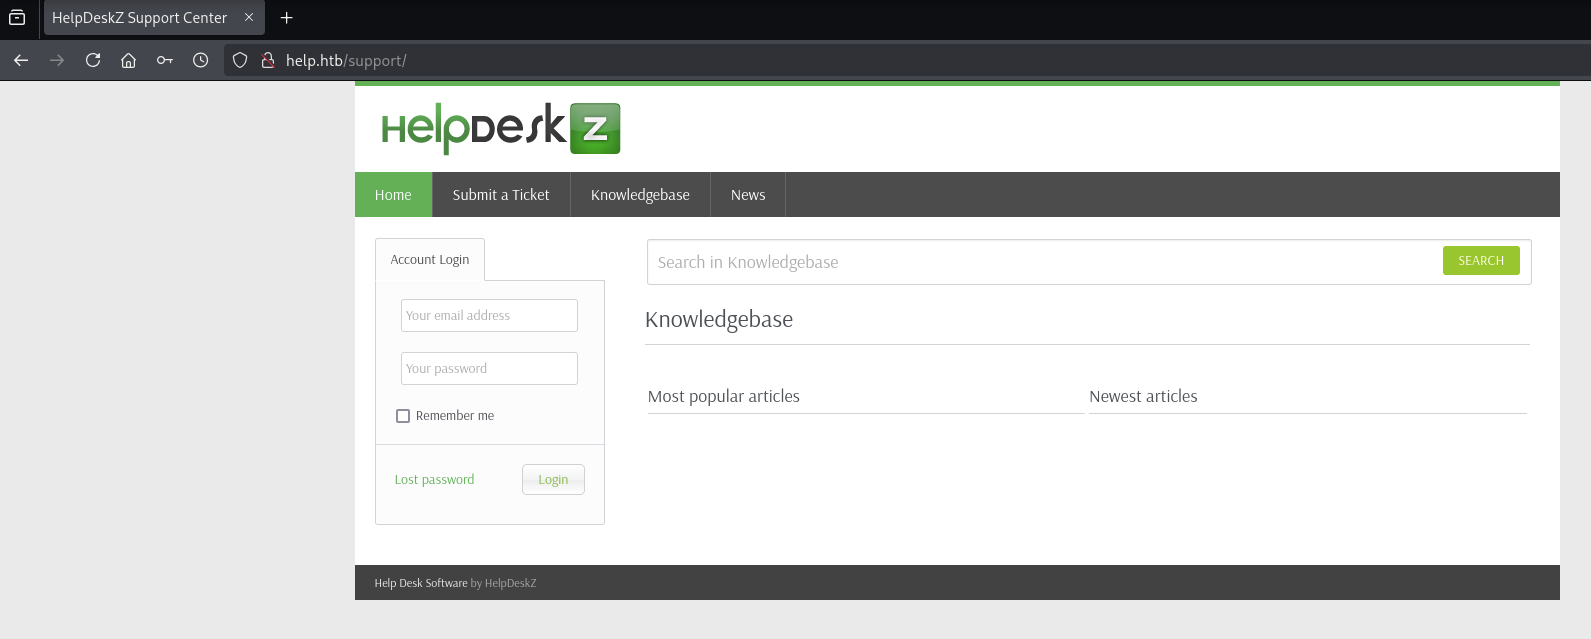 HelpDeskZ Support Center
help.htb/support/
HelpDesk Z
Home Submit a Ticket Knowledgebase News
Account Login
Your email address
Your password
Remember me
Lost password Login
Search in Knowledgebase SEARCH
Knowledgebase
Most popular articles Newest articles
Help Desk Software by HelpDeskZ